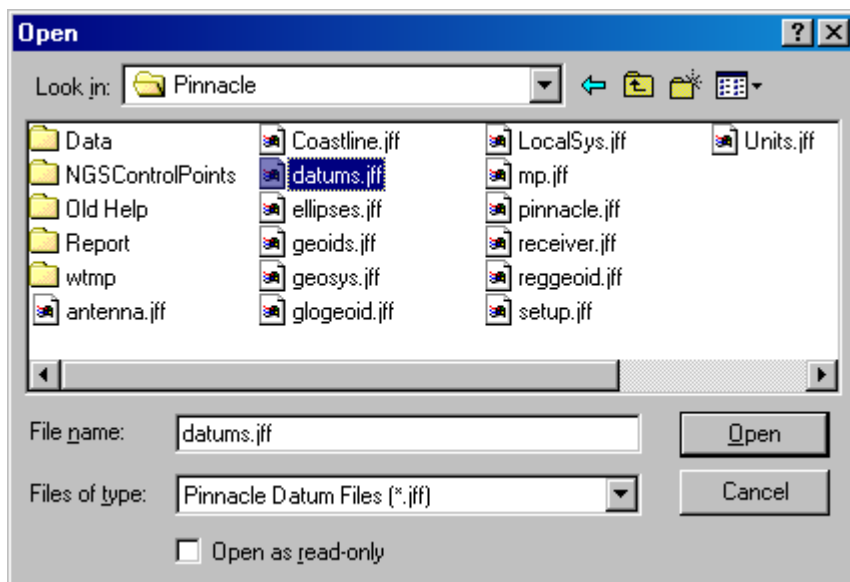 Open
Look in: Pinnacle
Data Coastline.jff LocalSys.jff Units.jff
NGSControlPoints datums.jff mp.jff
Old Help ellipses.jff pinnacle.jff
Report geoids.jff receiver.jff
wtmp geosys.jff reggeoid.jff
antenna.jff glogeoid.jff setup.jff
File name: datums.jff Open
Files of type: Pinnacle Datum Files (*.jff) Cancel
Open as read-only